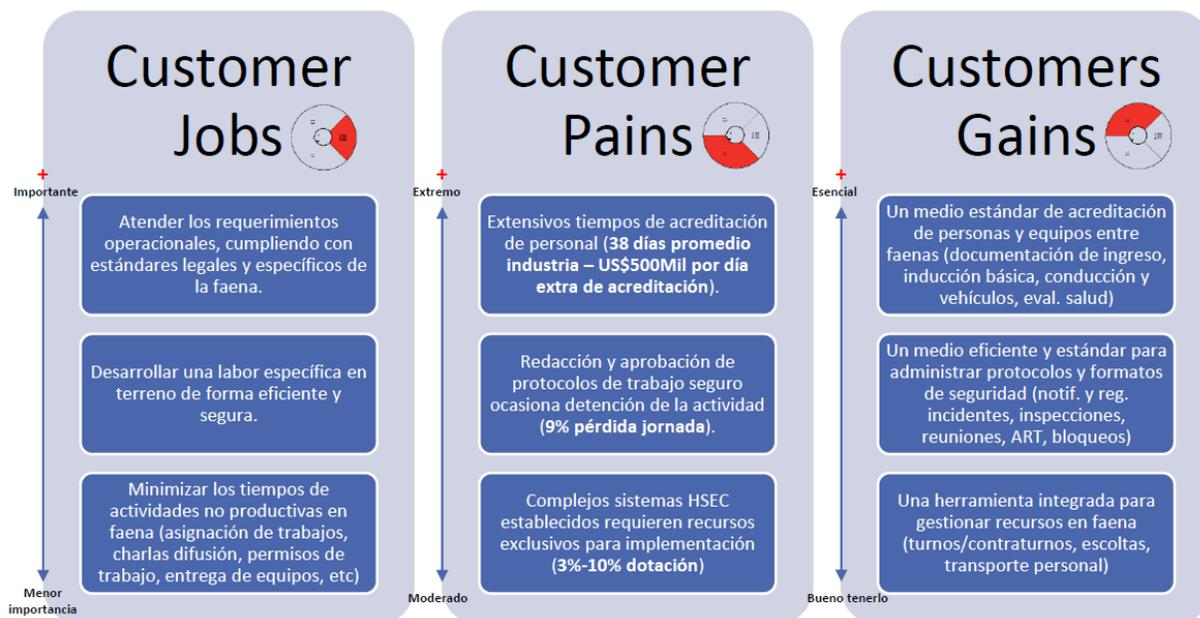 Customer
Jobs
+
Importante
Atender los requerimientos
operacionales, cumpliendo con
estándares legales y específicos de
la faena.
Desarrollar una labor específica en
terreno de forma eficiente y
segura.
Minimizar los tiempos de
actividades no productivas en
faena (asignación de trabajos,
charlas difusión, permisos de
trabajo, entrega de equipos, etc)
Menor
importancia
Customer
Pains
+
Extremo
Extensivos tiempos de acreditación
de personal (38 días promedio
industria – US$500Mil por día
extra de acreditación).
Redacción y aprobación de
protocolos de trabajo seguro
ocasiona detención de la actividad
(9% pérdida jornada).
Complejos sistemas HSEC
establecidos requieren recursos
exclusivos para implementación
(3%-10% dotación)
Moderado
Customers
Gains
+
Esencial
Un medio estándar de acreditación
de personas y equipos entre
faenas (documentación de ingreso,
inducción básica, conducción y
vehículos, eval. salud)
Un medio eficiente y estándar para
administrar protocolos y formatos
de seguridad (notif. y reg.
incidentes, inspecciones,
reuniones, ART, bloqueos)
Una herramienta integrada para
gestionar recursos en faena
(turnos/contraturnos, escoltas,
transporte personal)
Bueno tenerlo